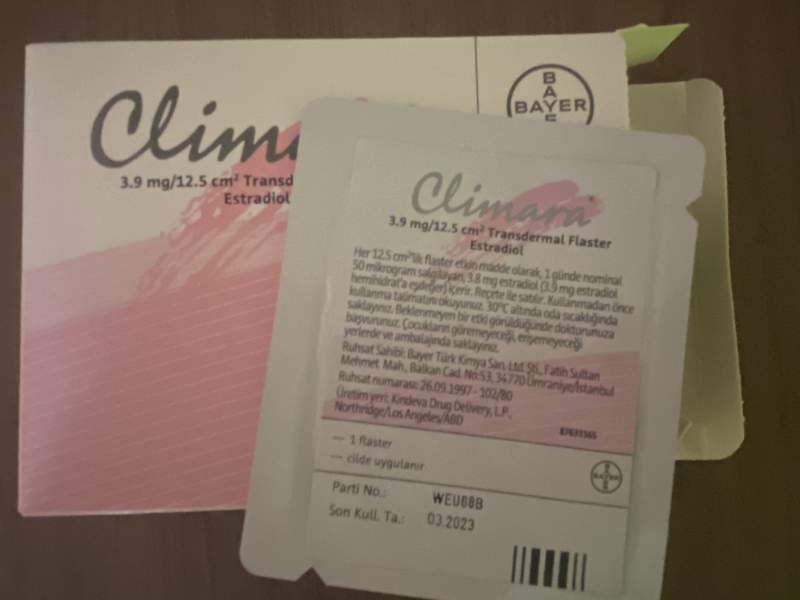 Clim
3.9 mg/12.5 cm² Transd
Estradiol
BAYER
BAYE
Climara®
3.9 mg/12.5 cm² Transdermal Flaster
Estradiol
Her 12.5 cm²lik flaster etkin madde olarak, 1 günde nominal
50 mikrogram salgılayan, 3.8 mg estradiol (3.9 mg estradiol
hemihidrat'a eşdeğer) içerir. Reçete ile satılır. Kullanmadan önce
kullanma talimatını okuyunuz. 30°C altında oda sıcaklığında
saklayınız. Beklenmeyen bir etki görüldüğünde doktorunuza
başvurunuz. Çocukların göremeyeceği, erişemeyeceği
yerlerde ve ambalajında saklayınız.
Ruhsat Sahibi: Bayer Türk Kimya San. Ltd. Şti., Fatih Sultan
Mehmet Mah., Balkan Cad. No:53, 34770 Ümraniye/İstanbul
Ruhsat numarası: 26.09.1997 - 102/80
Üretim yeri: Kindeva Drug Delivery, L.P.,
Northridge/Los Angeles/ABD
— 1 flaster
— cilde uygulanır
BAYER
BAYER
Parti No.: WEU68B
Son Kull. Ta.: 03.2023